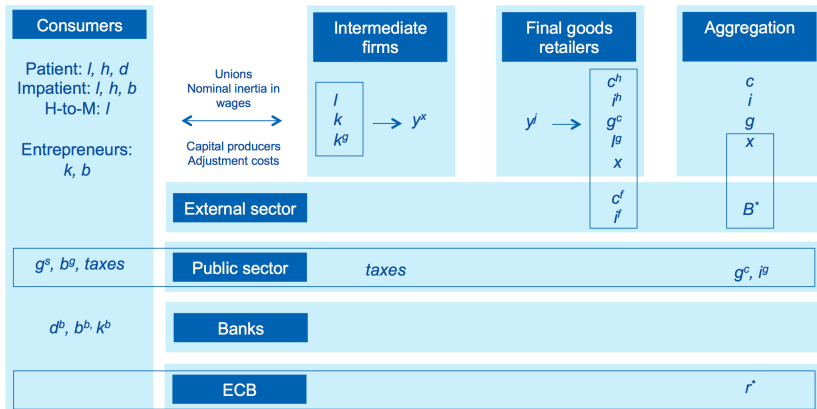 Consumers
Patient: l, h, d
Impatient: l, h, b
H-to-M: l
Entrepreneurs:
k, b
Unions
Nominal inertia in
wages
Capital producers
Adjustment costs
Intermediate
firms
l
k
kᵍ
yˣ
Final goods
retailers
yʲ
cʰ
iʰ
gᶜ
Iᵍ
x
cᶠ
iᶠ
Aggregation
c
i
g
x
B*
External sector
gˢ, bᵍ, taxes
Public sector
taxes
gᶜ, iᵍ
dᵇ, bᵇ, kᵇ
Banks
ECB
r*